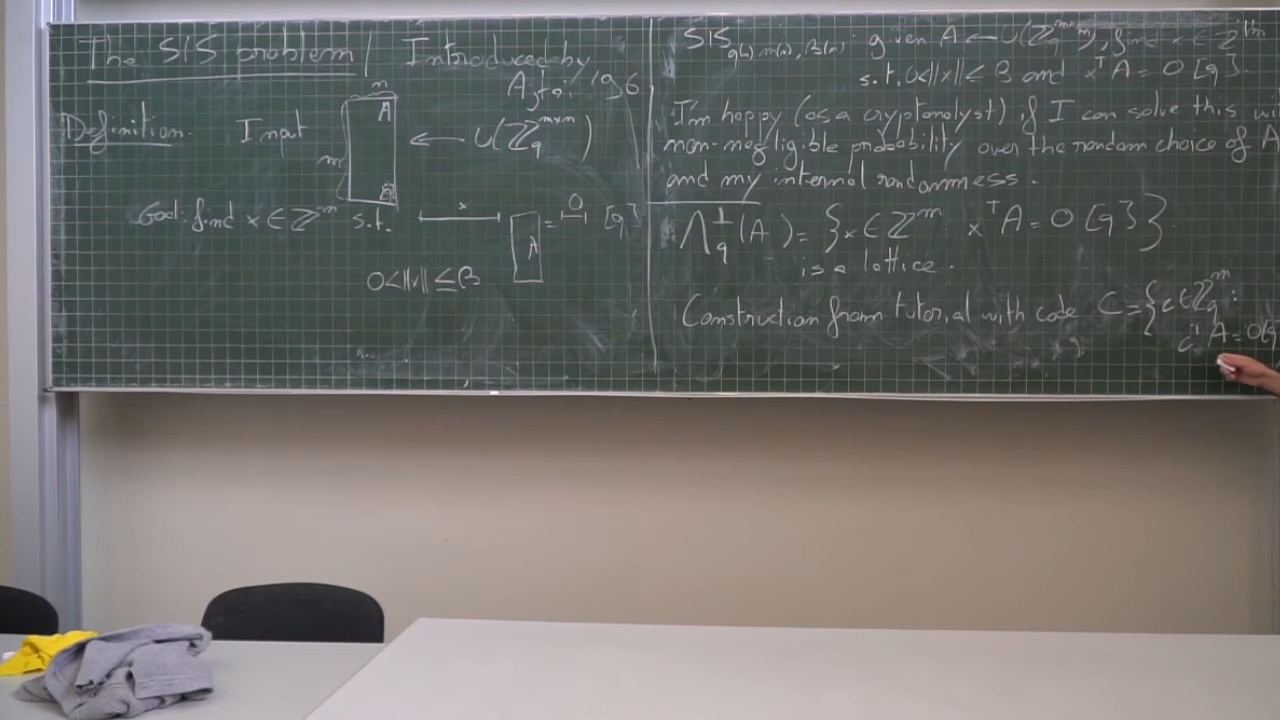 The SIS problem | Introduced by
Ajtai '96
Definition. Input
m
n
A
← U(ℤ_q^{m×n})
Goal: find x ∈ ℤ^m s.t.
x
A
= 0 [q]
0<||x|| ≤ β
SIS_{q(n), m(n), β(n)}: given A ← U(ℤ_q^{m×n}), find x ∈ ℤ^m
s.t. 0<||x|| ≤ β and x^T A = 0 [q].
I'm happy (as a cryptanalyst) if I can solve this
non-negligible probability over the random choice of A
and my internal randomness.
Λ_q^⊥(A) = {x ∈ ℤ^m x^T A = 0 [q]}
is a lattice.
Construction from tutorial with code C = {c ∈ ℤ_q^m :
c^T A = 0 [q